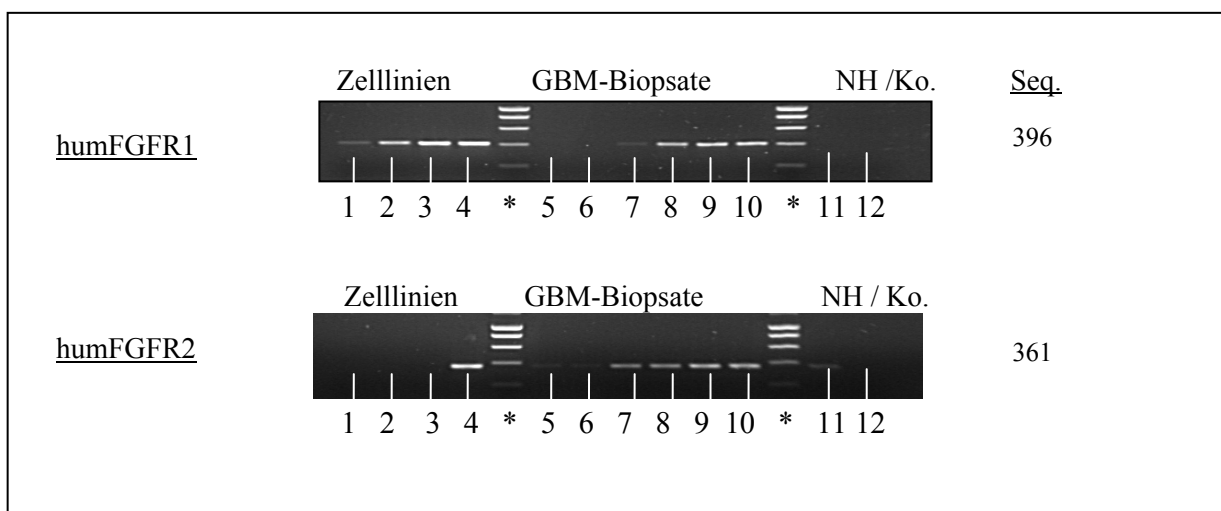 Zelllinien GBM-Biopsate NH /Ko. Seq.
humFGFR1 396
1 2 3 4 * 5 6 7 8 9 10 * 11 12
Zelllinien GBM-Biopsate NH / Ko.
humFGFR2 361
1 2 3 4 * 5 6 7 8 9 10 * 11 12